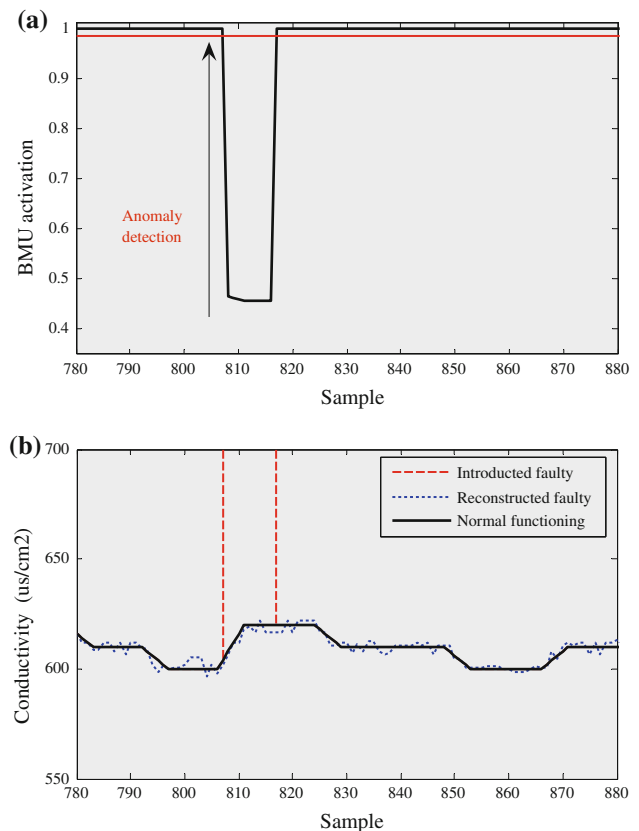 (a)
1
0.9
0.8
0.7
0.6
0.5
0.4
BMU activation
Anomaly
detection
780 790 800 810 820 830 840 850 860 870 880
Sample
(b)
700
650
600
550
Conductivity (us/cm2)
Introducted faulty
Reconstructed faulty
Normal functioning
780 790 800 810 820 830 840 850 860 870 880
Sample